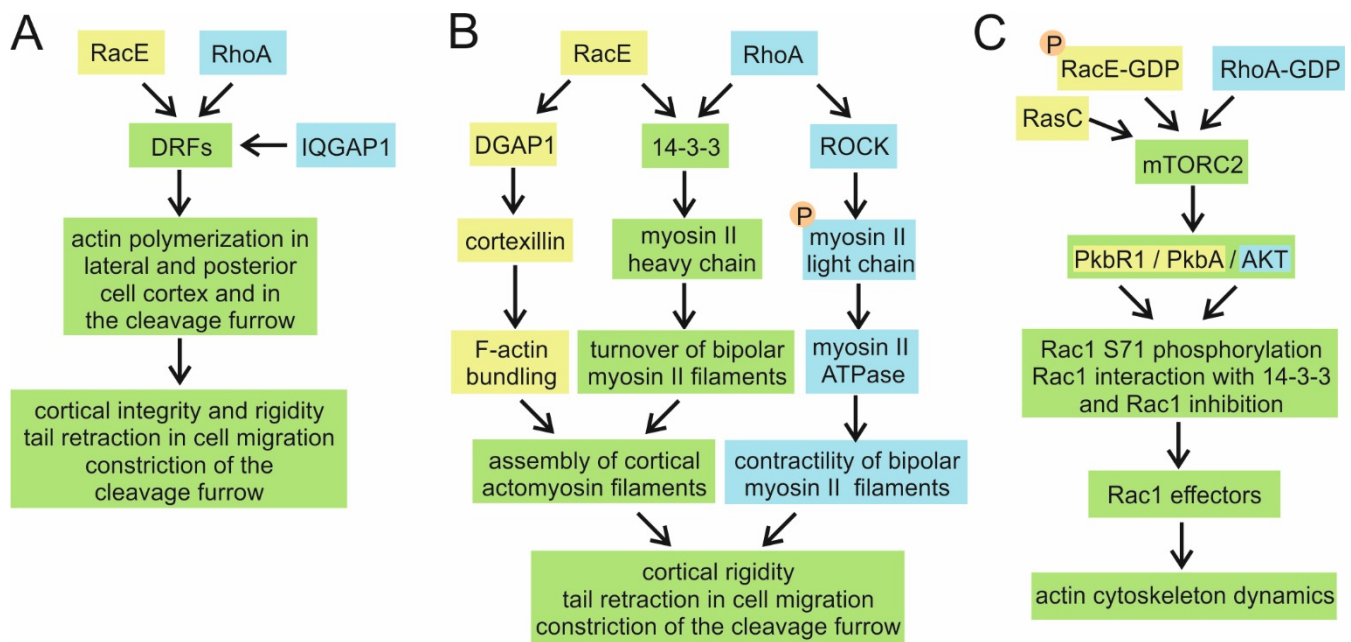 A
RacE
RhoA
DRFs
IQGAP1
actin polymerization in
lateral and posterior
cell cortex and in
the cleavage furrow
cortical integrity and rigidity
tail retraction in cell migration
constriction of the
cleavage furrow
B
RacE
RhoA
DGAP1
14-3-3
ROCK
cortexillin
myosin II
heavy chain
P
myosin II
light chain
F-actin
bundling
turnover of bipolar
myosin II filaments
myosin II
ATPase
assembly of cortical
actomyosin filaments
contractility of bipolar
myosin II filaments
cortical rigidity
tail retraction in cell migration
constriction of the cleavage furrow
C
P
RacE-GDP
RhoA-GDP
RasC
mTORC2
PkbR1 / PkbA / AKT
Rac1 S71 phosphorylation
Rac1 interaction with 14-3-3
and Rac1 inhibition
Rac1 effectors
actin cytoskeleton dynamics